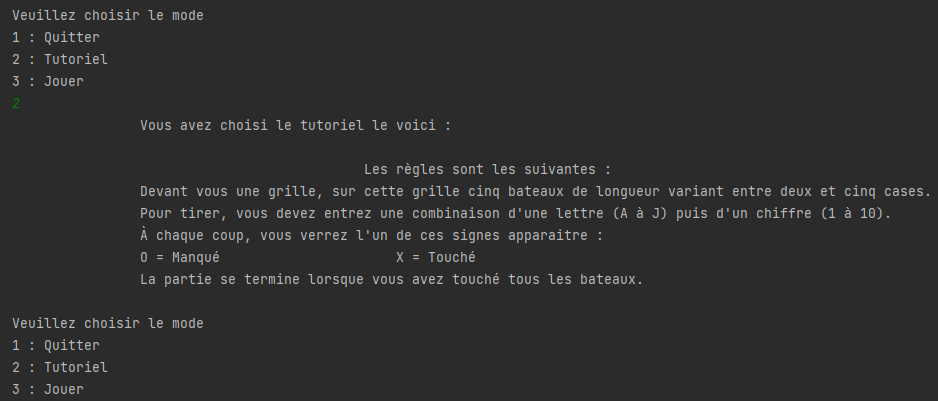 Veuillez choisir le mode
1 : Quitter
2 : Tutoriel
3 : Jouer
2
Vous avez choisi le tutoriel le voici :
Les règles sont les suivantes :
Devant vous une grille, sur cette grille cinq bateaux de longueur variant entre deux et cinq cases.
Pour tirer, vous devez entrez une combinaison d'une lettre (A à J) puis d'un chiffre (1 à 10).
À chaque coup, vous verrez l'un de ces signes apparaitre :
O = Manqué X = Touché
La partie se termine lorsque vous avez touché tous les bateaux.
Veuillez choisir le mode
1 : Quitter
2 : Tutoriel
3 : Jouer